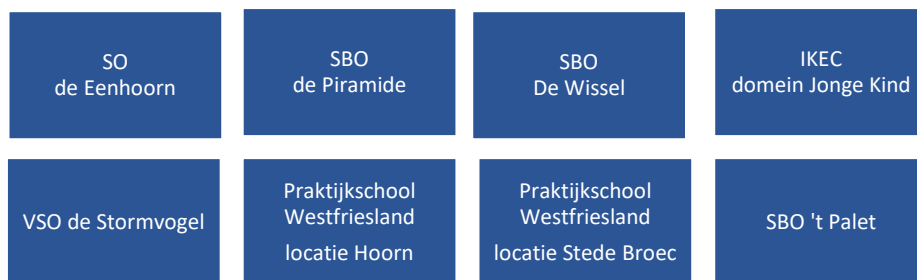 SO
de Eenhoorn
SBO
de Piramide
SBO
De Wissel
IKEC
domein Jonge Kind
VSO de Stormvogel
Praktijkschool
Westfriesland
locatie Hoorn
Praktijkschool
Westfriesland
locatie Stede Broec
SBO 't Palet